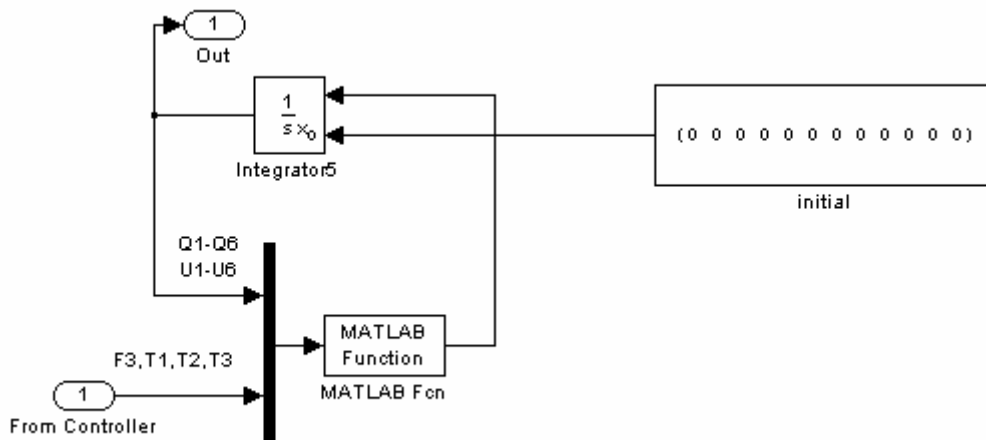 1
Out
1
s
x0
Integrator5
(0 0 0 0 0 0 0 0 0 0 0 0)
initial
Q1-Q6
U1-U6
MATLAB
Function
MATLAB Fcn
F3,T1,T2,T3
1
From Controller